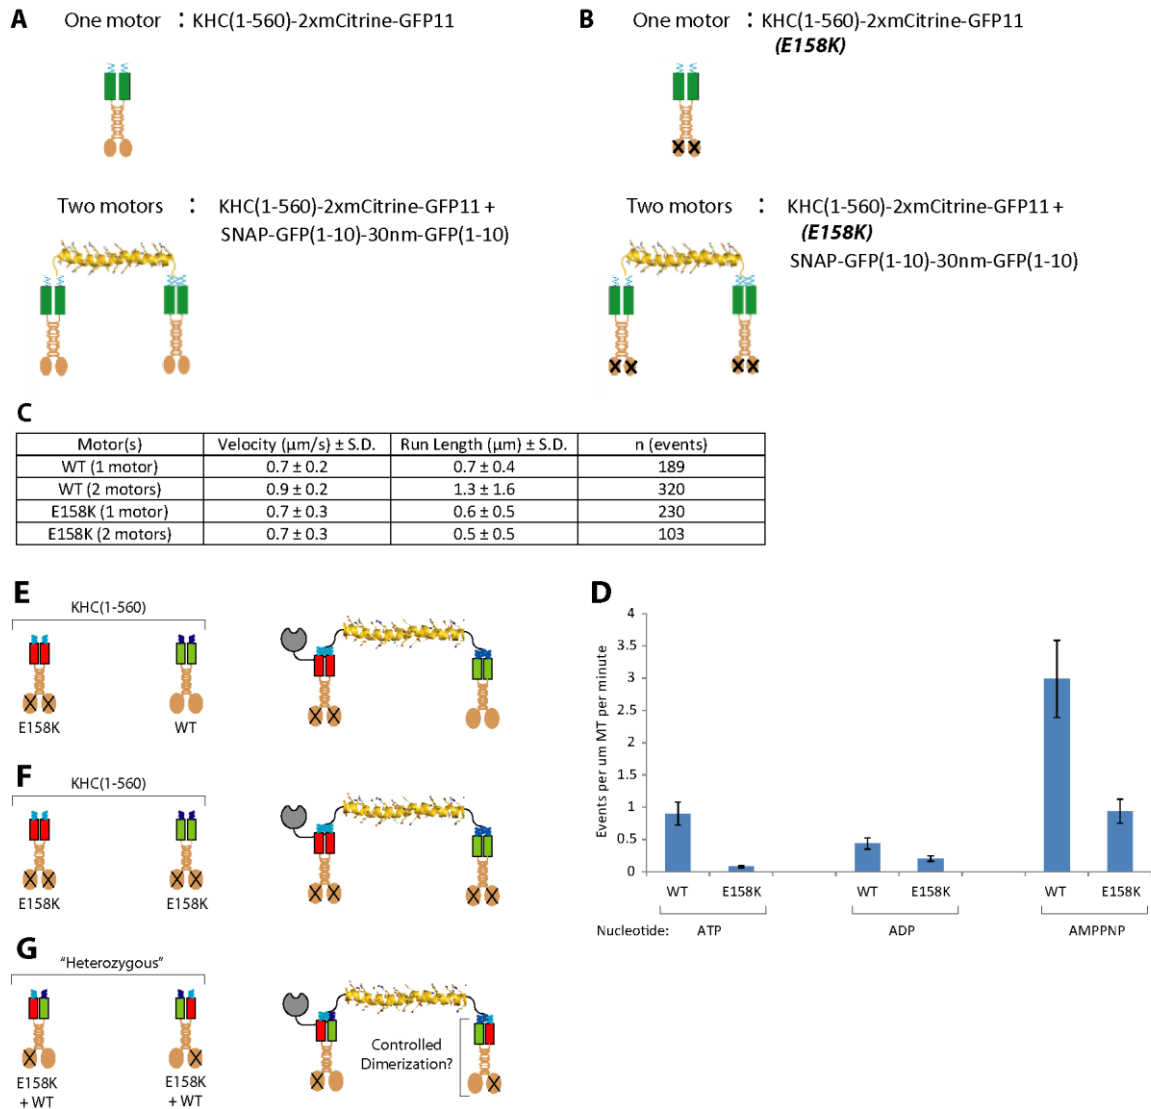 A
One motor : KHC(1-560)-2xmCitrine-GFP11
Two motors : KHC(1-560)-2xmCitrine-GFP11 +
SNAP-GFP(1-10)-30nm-GFP(1-10)
B
One motor : KHC(1-560)-2xmCitrine-GFP11
(E158K)
Two motors : KHC(1-560)-2xmCitrine-GFP11 +
(E158K)
SNAP-GFP(1-10)-30nm-GFP(1-10)
C
Motor(s) Velocity (µm/s) ± S.D. Run Length (µm) ± S.D. n (events)
WT (1 motor) 0.7 ± 0.2 0.7 ± 0.4 189
WT (2 motors) 0.9 ± 0.2 1.3 ± 1.6 320
E158K (1 motor) 0.7 ± 0.3 0.6 ± 0.5 230
E158K (2 motors) 0.7 ± 0.3 0.5 ± 0.5 103
D
Events per um MT per minute
4
3.5
3
2.5
2
1.5
1
0.5
0
WT E158K WT E158K WT E158K
Nucleotide: ATP ADP AMPPNP
E
KHC(1-560)
E158K WT
F
KHC(1-560)
E158K E158K
G
"Heterozygous"
E158K E158K
+ WT + WT
Controlled
Dimerization?